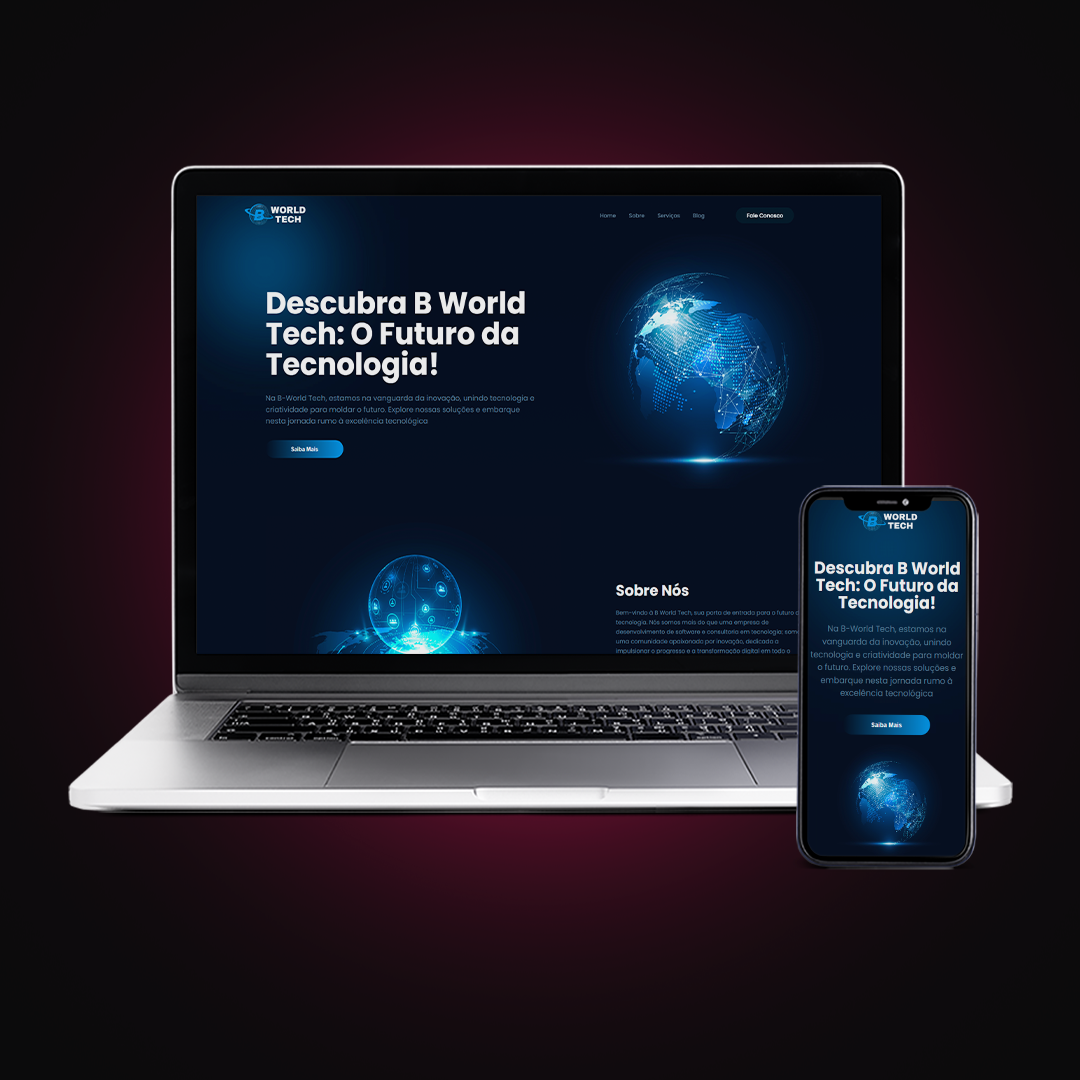 WORLD
TECH
Home Sobre Serviços Blog Fale Conosco
Descubra B World
Tech: O Futuro da
Tecnologia!
Na B-World Tech, estamos na vanguarda da inovação, unindo tecnologia e
criatividade para moldar o futuro. Explore nossas soluções e embarque
nesta jornada rumo à excelência tecnológica
Saiba Mais
Sobre Nós
Bem-vindo à B World Tech, sua porta de entrada para o futuro
tecnologia. Nós somos mais do que uma empresa de
desenvolvimento de software e consultoria em tecnologia;
uma comunidade apaixonada por inovação, dedicada a
impulsionar o progresso e a transformação digital em todo o
B WORLD
TECH
Descubra B World
Tech: O Futuro da
Tecnologia!
Na B-World Tech, estamos na
vanguarda da inovação, unindo
tecnologia e criatividade para moldar
o futuro. Explore nossas soluções e
embarque nesta jornada rumo à
excelência tecnológica
Saiba Mais